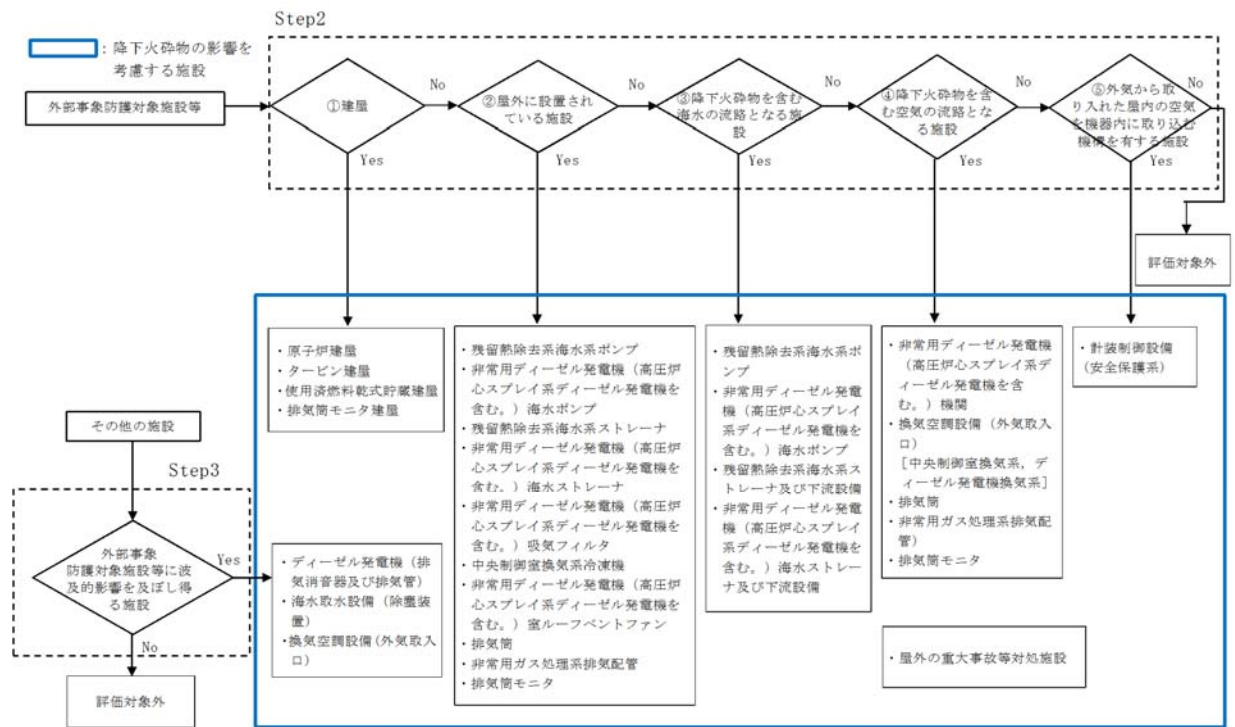 Step2
：降下火砕物の影響を
考慮する施設
外部事象防護対象施設等
①建屋
No
Yes
②屋外に設置され
ている施設
No
Yes
③降下火砕物を含む
海水の流路となる施
設
No
Yes
④降下火砕物を含
む空気の流路とな
る施設
No
Yes
⑤外気から取
り入れた屋内の空気
を機器内に取り込む
機構を有する施設
No
Yes
評価対象外
・原子炉建屋
・タービン建屋
・使用済燃料乾式貯蔵建屋
・排気筒モニタ建屋
・残留熱除去系海水系ポンプ
・非常用ディーゼル発電機（高圧炉
心スプレイ系ディーゼル発電機を
含む。）海水ポンプ
・残留熱除去系海水系ストレーナ
・非常用ディーゼル発電機（高圧炉
心スプレイ系ディーゼル発電機を
含む。）海水ストレーナ
・非常用ディーゼル発電機（高圧炉
心スプレイ系ディーゼル発電機を
含む。）吸気フィルタ
・中央制御室換気系冷凍機
・非常用ディーゼル発電機（高圧炉
心スプレイ系ディーゼル発電機を
含む。）室ルーフベントファン
・排気筒
・非常用ガス処理系排気配管
・排気筒モニタ
・残留熱除去系海水系ポ
ンプ
・非常用ディーゼル発電
機（高圧炉心スプレイ
系ディーゼル発電機を
含む。）海水ポンプ
・残留熱除去系海水系ス
トレーナ及び下流設備
・非常用ディーゼル発電
機（高圧炉心スプレイ
系ディーゼル発電機を
含む。）海水ストレー
ナ及び下流設備
・非常用ディーゼル発電機
（高圧炉心スプレイ系デ
ィーゼル発電機を含
む。）機関
・換気空調設備（外気取入
口）
［中央制御室換気系，デ
ィーゼル発電機換気系］
・排気筒
・非常用ガス処理系排気配
管）
・排気筒モニタ
・計装制御設備
（安全保護系）
・屋外の重大事故等対処施設
その他の施設
Step3
外部事象
防護対象施設等に波
及的影響を及ぼし得
る施設
Yes
No
評価対象外
・ディーゼル発電機（排
気消音器及び排気管）
・海水取水設備（除塵装
置）
・換気空調設備(外気取入
口）